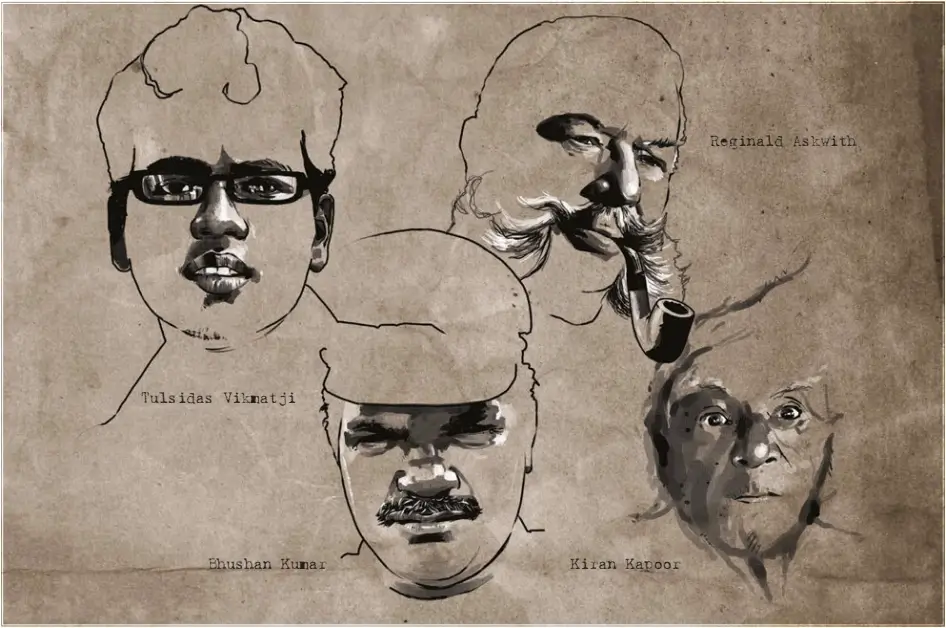 Reginald Askwith
Tulsidas Vikmatji
Bhushan Kumar
Kiran Kapoor